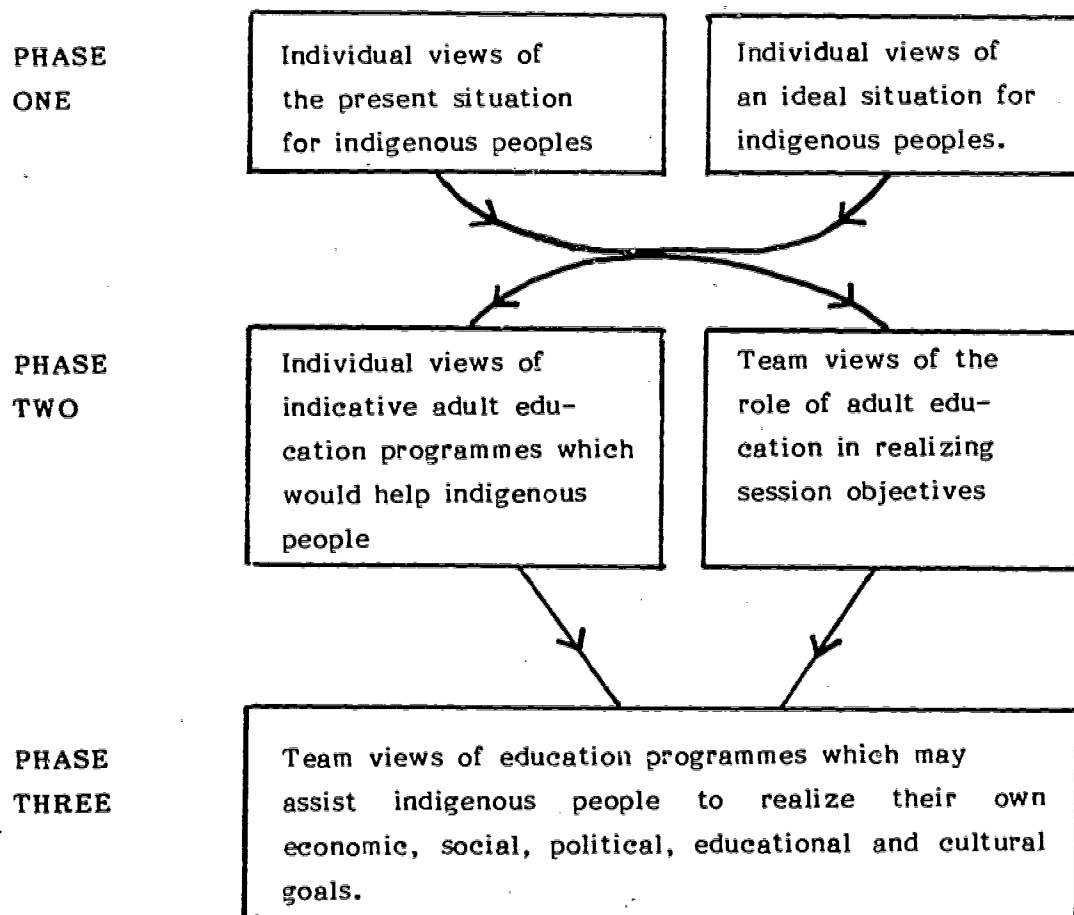 PHASE
ONE
Individual views of
the present situation
for indigenous peoples
Individual views of
an ideal situation for
indigenous peoples.
PHASE
TWO
Individual views of
indicative adult edu-
cation programmes which
would help indigenous
people
Team views of the
role of adult edu-
cation in realizing
session objectives
PHASE
THREE
Team views of education programmes which may
assist indigenous people to realize their own
economic, social, political, educational and cultural
goals.